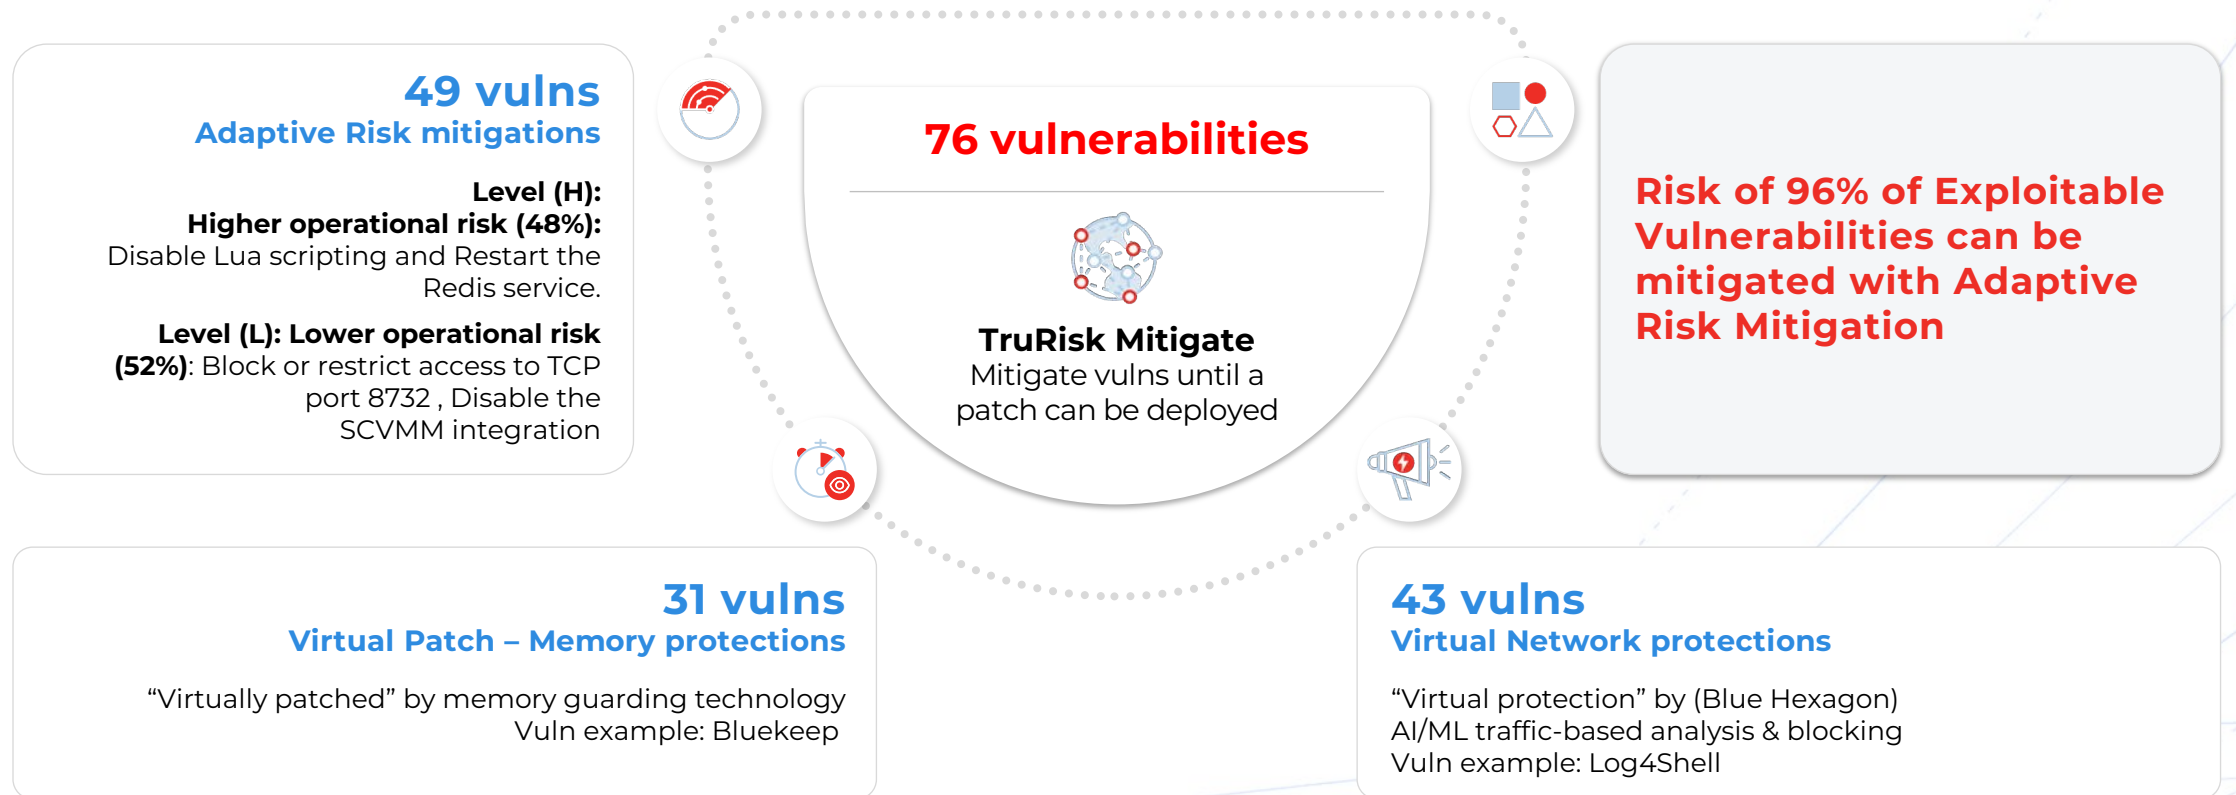 49 vulns
Adaptive Risk mitigations
Level (H):
Higher operational risk (48%):
Disable Lua scripting and Restart the
Redis service.
Level (L): Lower operational risk
(52%): Block or restrict access to TCP
port 8732 , Disable the
SCVMM integration
76 vulnerabilities
TruRisk Mitigate
Mitigate vulns until a
patch can be deployed
Risk of 96% of Exploitable
Vulnerabilities can be
mitigated with Adaptive
Risk Mitigation
31 vulns
Virtual Patch – Memory protections
“Virtually patched” by memory guarding technology
Vuln example: Bluekeep
43 vulns
Virtual Network protections
“Virtual protection” by (Blue Hexagon)
AI/ML traffic-based analysis & blocking
Vuln example: Log4Shell